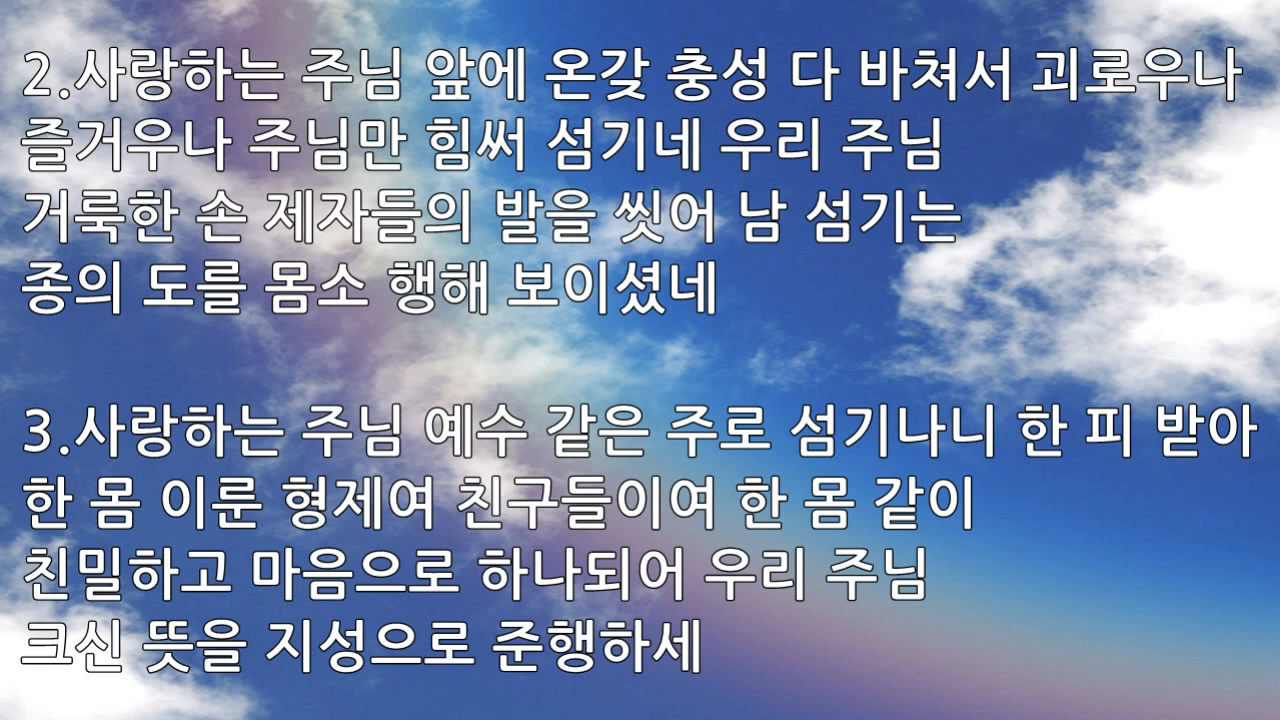 2.사랑하는 주님 앞에 온갖 충성 다 바쳐서 괴로우나
즐거우나 주님만 힘써 섬기네 우리 주님
거룩한 손 제자들의 발을 씻어 남 섬기는
종의 도를 몸소 행해 보이셨네
3.사랑하는 주님 예수 같은 주로 섬기나니 한 피 받아
한 몸 이룬 형제여 친구들이여 한 몸 같이
친밀하고 마음으로 하나되어 우리 주님
크신 뜻을 지성으로 준행하세